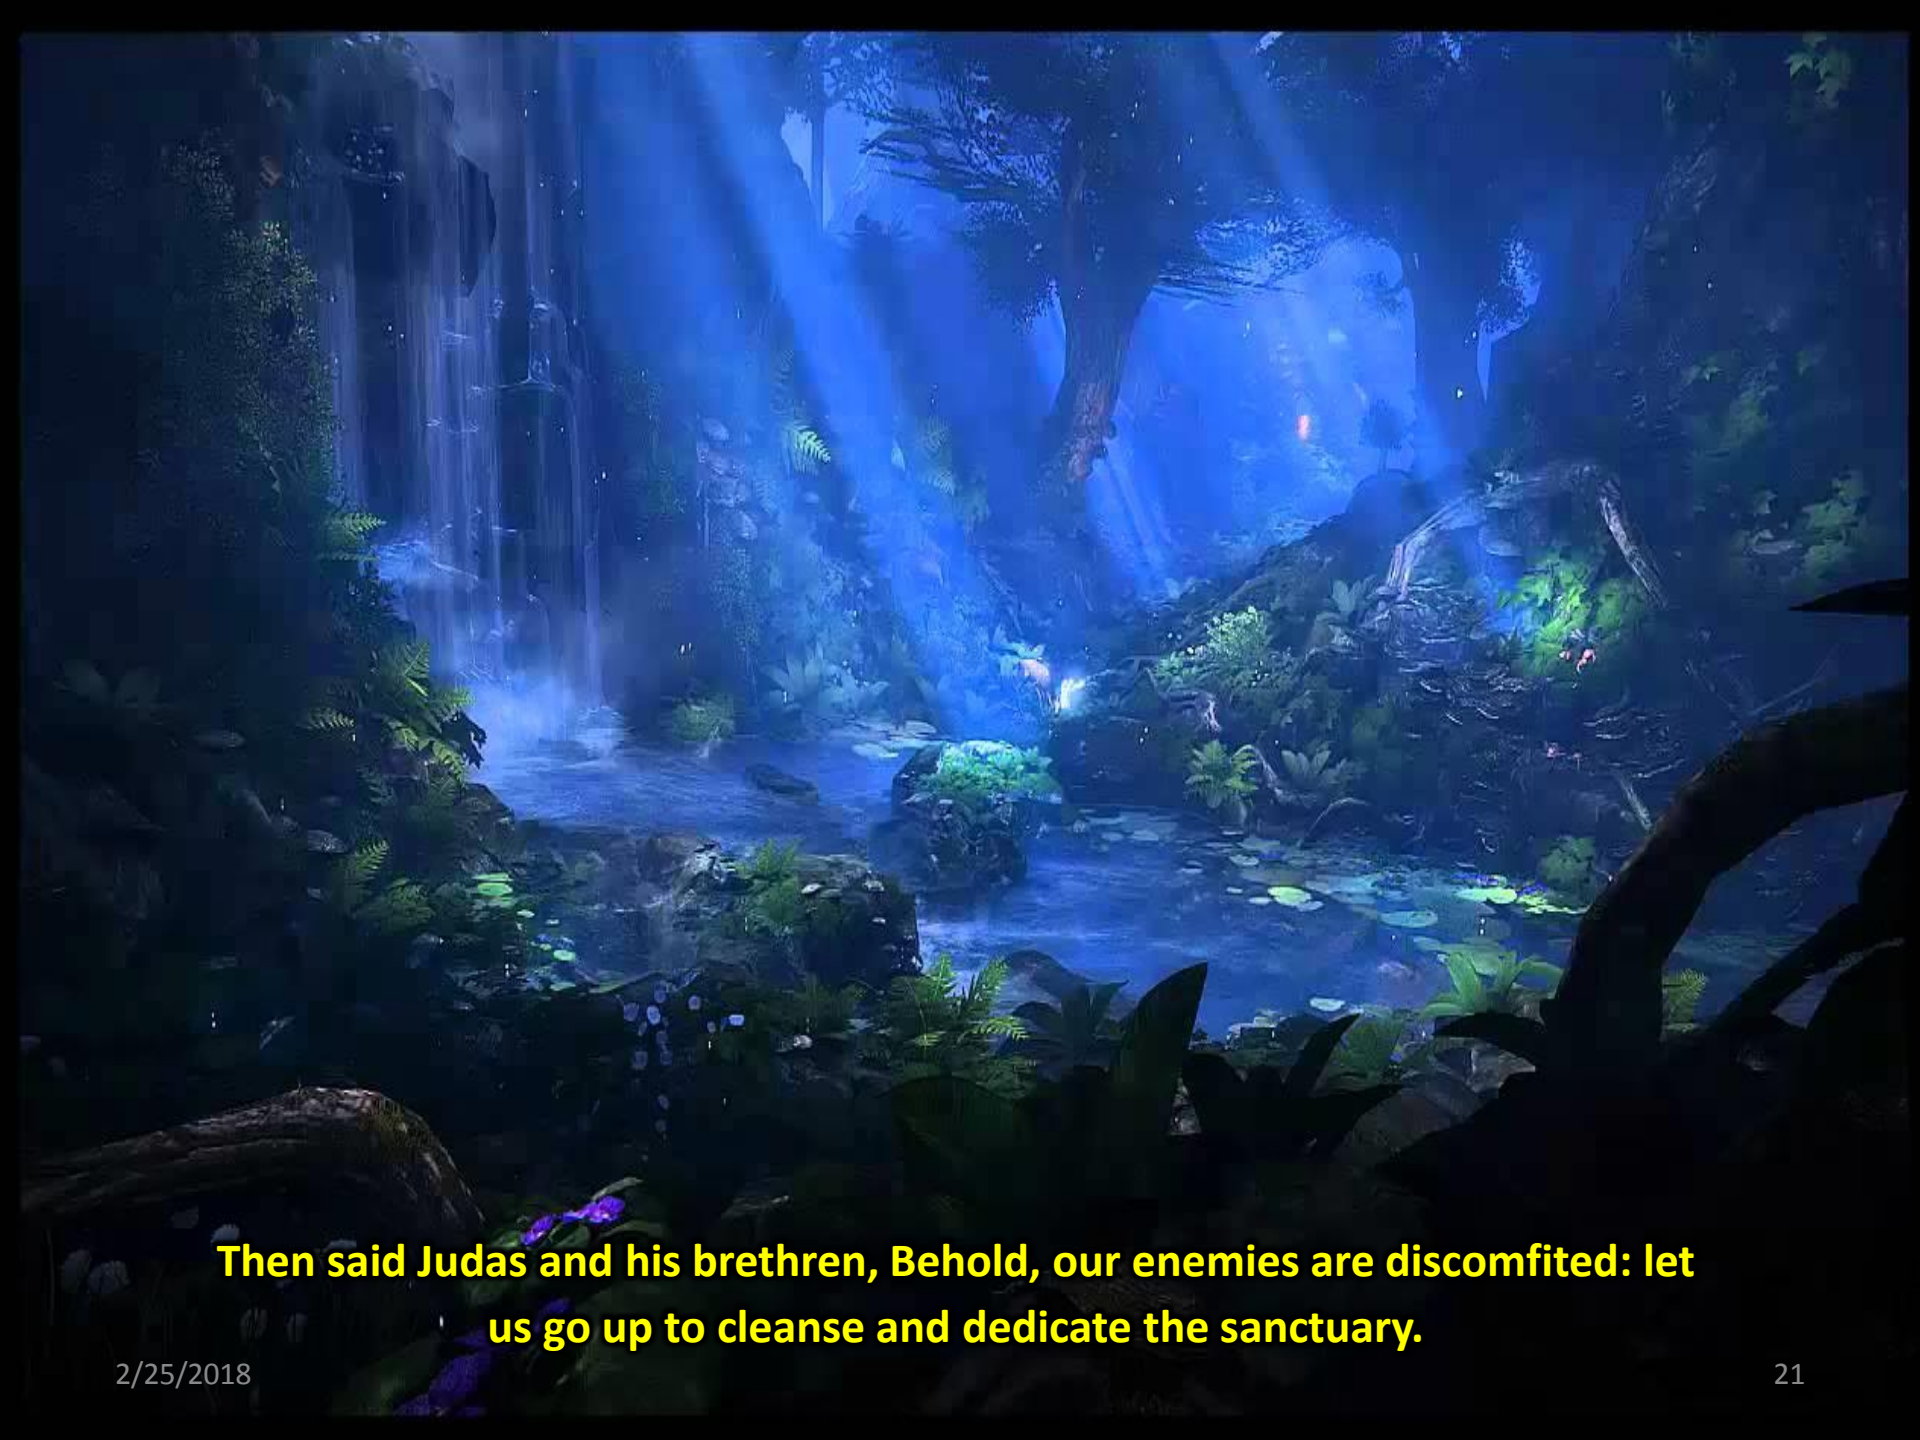 Then said Judas and his brethren, Behold, our enemies are discomfited: let
us go up to cleanse and dedicate the sanctuary.
2/25/2018
21